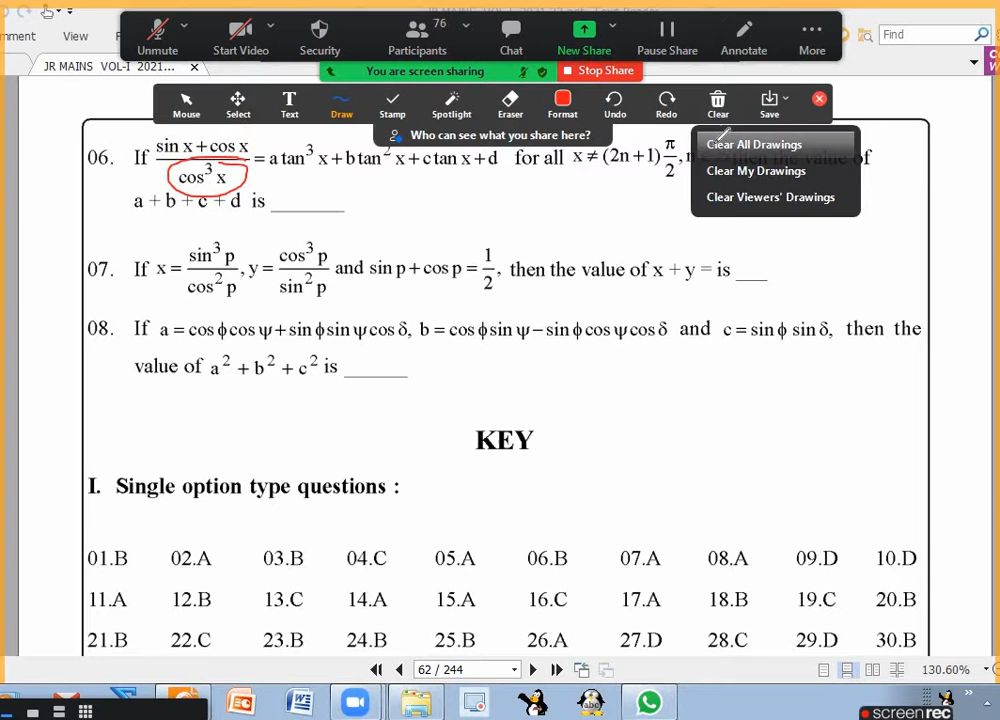 76
Find
mment View
Unmute Start Video Security Participants Chat New Share Pause Share Annotate More
JR MAINS VOL-I 2021...
You are screen sharing Stop Share
Mouse Select Text Draw Stamp Spotlight Eraser Format Undo Redo Clear Save
Who can see what you share here?
Clear All Drawings
Clear My Drawings
Clear Viewers' Drawings
06. If (sin x + cos x)/(cos³ x) = a tan³ x + b tan² x + c tan x + d for all x ≠ (2n+1) π/2, n then the value of
a + b + c + d is ________
07. If x = sin³ p/cos² p, y = cos³ p/sin² p and sin p + cos p = 1/2, then the value of x + y = is ___
08. If a = cos ϕ cos ψ + sin ϕ sin ψ cos δ, b = cos ϕ sin ψ − sin ϕ cos ψ cos δ and c = sin ϕ sin δ, then the
value of a² + b² + c² is ______
KEY
I. Single option type questions :
01.B 02.A 03.B 04.C 05.A 06.B 07.A 08.A 09.D 10.D
11.A 12.B 13.C 14.A 15.A 16.C 17.A 18.B 19.C 20.B
21.B 22.C 23.B 24.B 25.B 26.A 27.D 28.C 29.D 30.B
62 / 244 130.60%
abc
screenrec